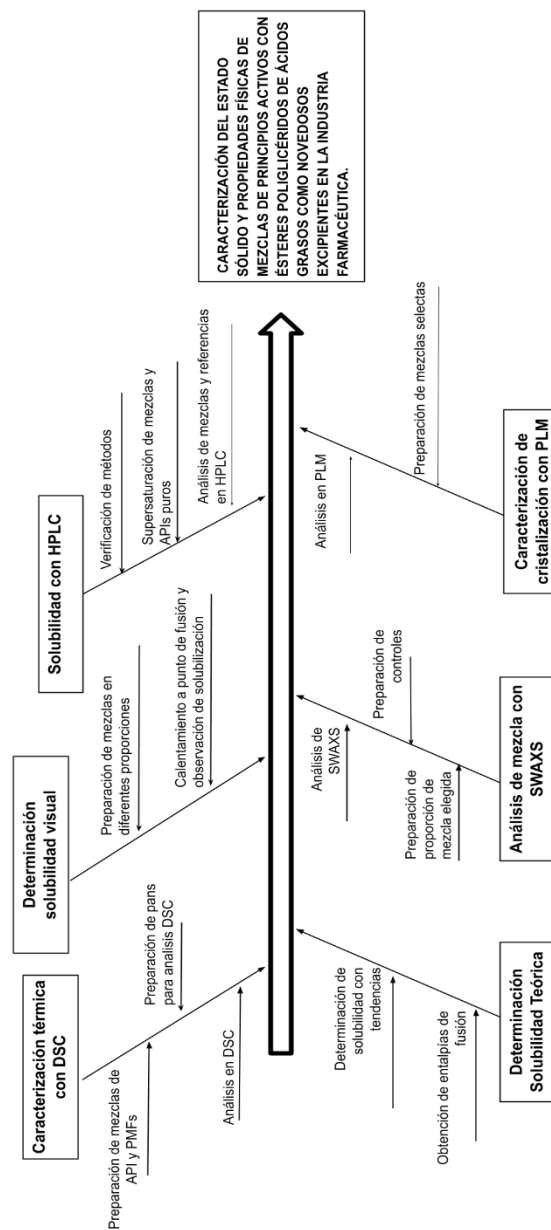 Caracterización térmica
con DSC
Preparación de mezclas de
API y PMFs
Preparación de pans
para analisis DSC
Análisis en DSC
Determinación
solubilidad visual
Preparación de mezclas en
diferentes proporciones
Calentamiento a punto de fusión y
observación de solubilización
Solubilidad con HPLC
Verificación de métodos
Supersaturación de mezclas y
APIs puros
Análisis de mezclas y referencias
en HPLC
Determinación
Solubilidad Teórica
Determinación de
solubilidad con
tendencias
Obtención de entalpías de
fusión
Análisis de mezcla con
SWAXS
Análisis de
SWAXS
Preparación de
controles
Preparación de
proporción de
mezcla elegida
Caracterización de
cristalización con PLM
Análisis en PLM
Preparación de mezclas selectas
CARACTERIZACIÓN DEL ESTADO
SÓLIDO Y PROPIEDADES FÍSICAS DE
MEZCLAS DE PRINCIPIOS ACTIVOS CON
ÉSTERES POLIGLICÉRIDOS DE ÁCIDOS
GRASOS COMO NOVEDOSOS
EXCIPIENTES EN LA INDUSTRIA
FARMACÉUTICA.